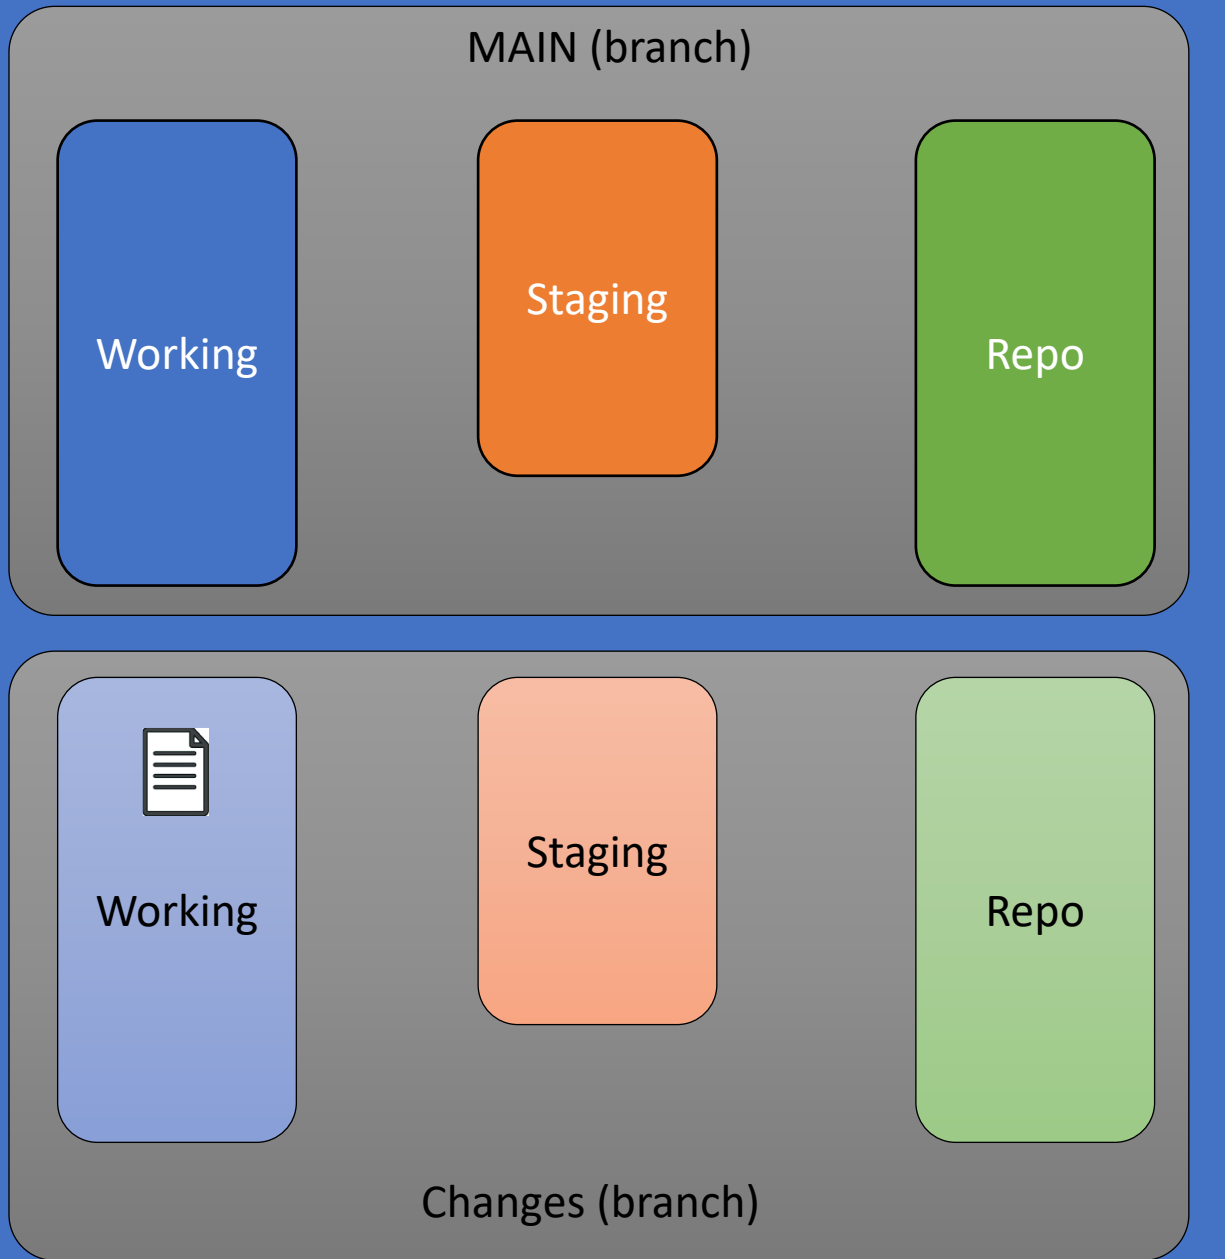 MAIN (branch)
Working
Staging
Repo
Working
Staging
Repo
Changes (branch)